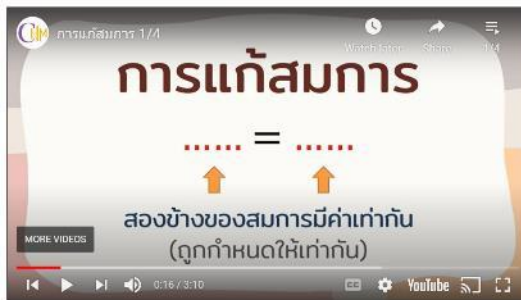 การแก้สมการ 1/4
Watch later Share 1/4
การแก้สมการ
...... = ......
สองข้างของสมการมีค่าเท่ากัน
(ถูกกำหนดให้เท่ากัน)
MORE VIDEOS
0:16 / 3:10 CC YouTube